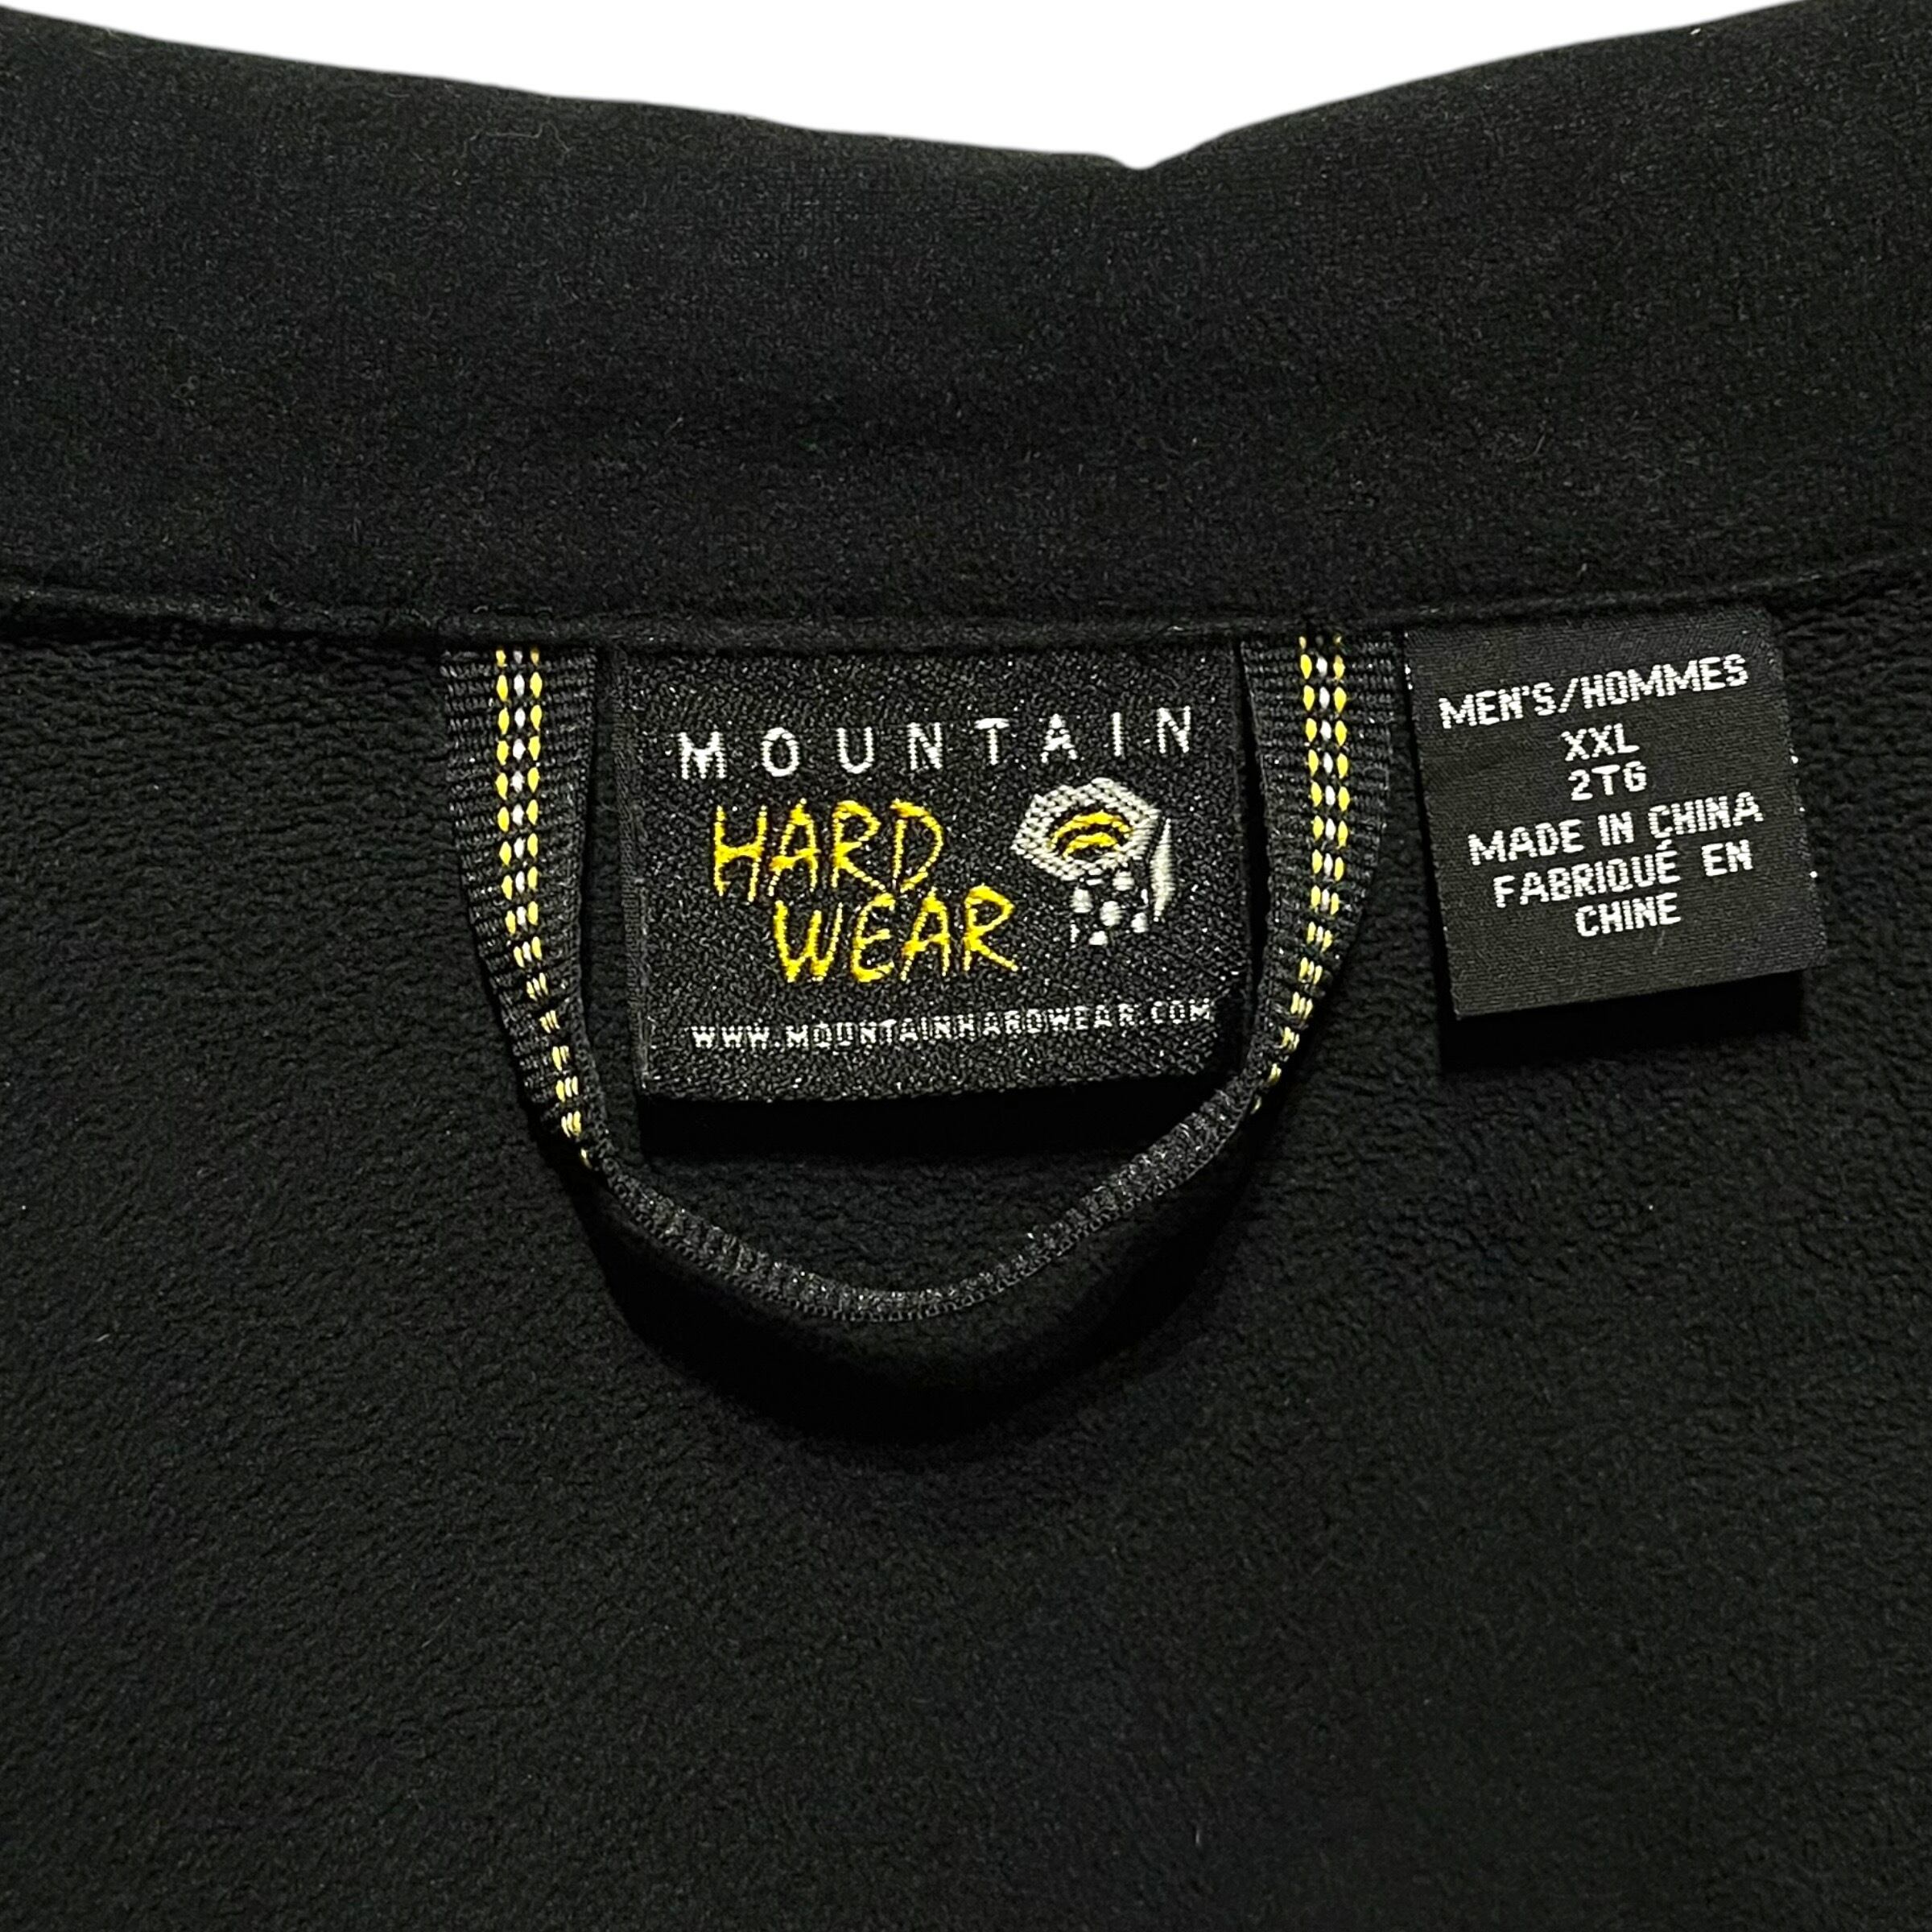 MOUNTAIN
HARD
WEAR
WWW.MOUNTAINHARDWEAR.COM
MEN'S/HOMMES
XXL
2TG
MADE IN CHINA
FABRIQUÉ EN
CHINE